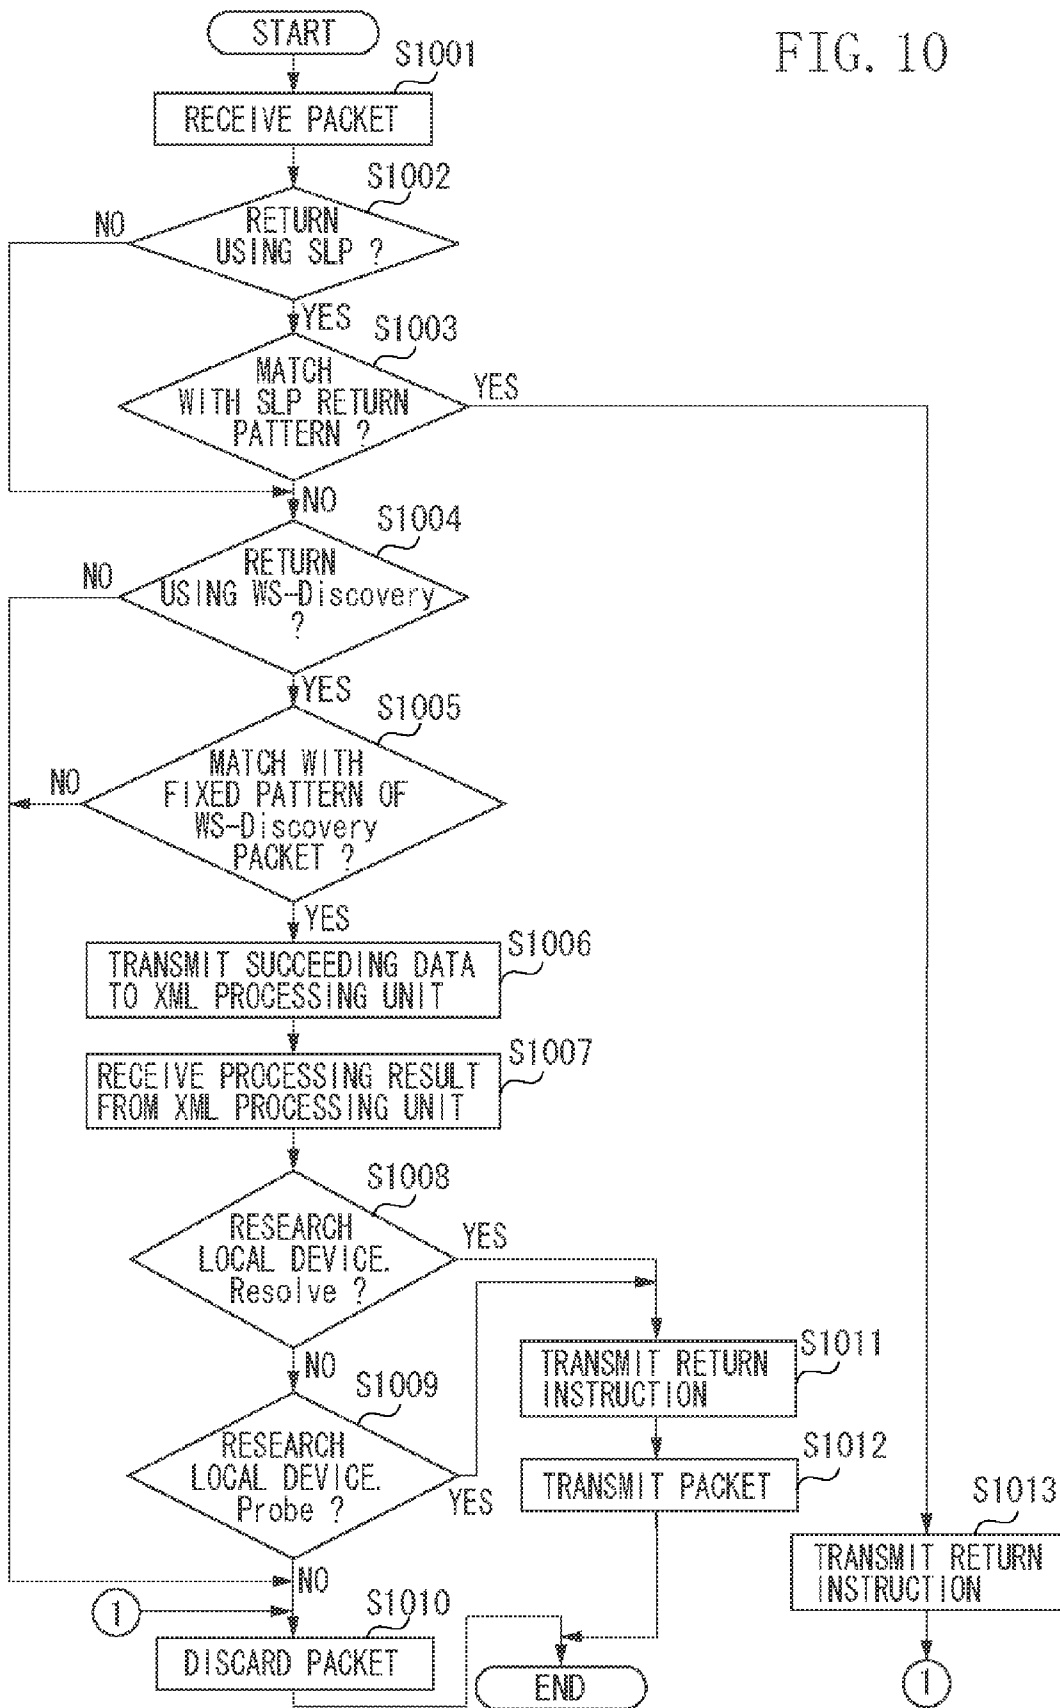 FIG. 10
START
S1001
RECEIVE PACKET
S1002
NO
RETURN
USING SLP ?
YES
S1003
MATCH
WITH SLP RETURN
PATTERN ?
YES
NO
S1004
NO
RETURN
USING WS-Discovery
?
YES
S1005
NO
MATCH WITH
FIXED PATTERN OF
WS-Discovery
PACKET ?
YES
S1006
TRANSMIT SUCCEEDING DATA
TO XML PROCESSING UNIT
S1007
RECEIVE PROCESSING RESULT
FROM XML PROCESSING UNIT
S1008
RESEARCH
LOCAL DEVICE.
Resolve ?
YES
NO
S1009
RESEARCH
LOCAL DEVICE.
Probe ?
YES
NO
S1011
TRANSMIT RETURN
INSTRUCTION
S1012
TRANSMIT PACKET
S1013
TRANSMIT RETURN
INSTRUCTION
1
1
S1010
DISCARD PACKET
END